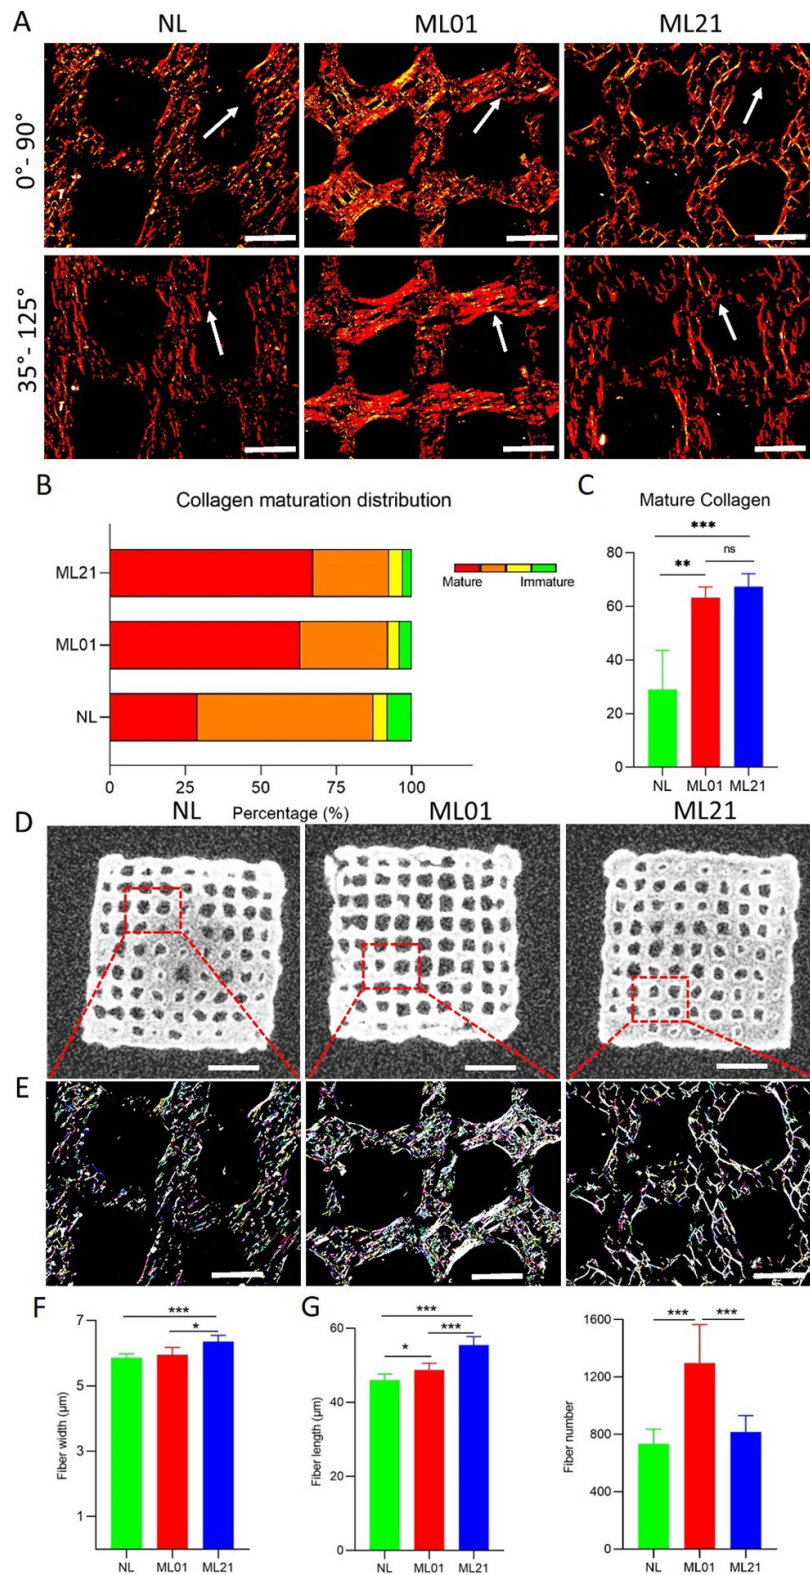 A
NL
ML01
ML21
0°- 90°
35°- 125°
B
Collagen maturation distribution
ML21
ML01
NL
0
25
50
75
100
Percentage (%)
Mature
Immature
C
Mature Collagen
***
**
ns
80
60
40
20
0
NL
ML01
ML21
D
NL
ML01
ML21
E
F
***
*
7
5
3
1
Fiber width (μm)
NL
ML01
ML21
G
***
***
*
60
40
20
0
Fiber length (μm)
NL
ML01
ML21
***
***
1600
1200
800
400
0
Fiber number
NL
ML01
ML21